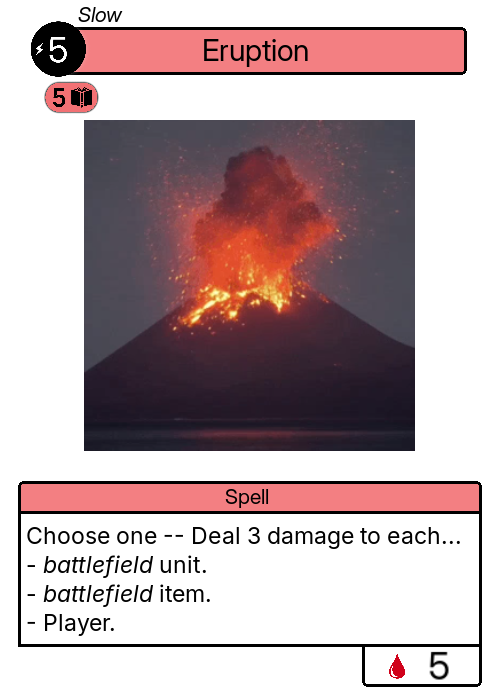 Slow
5
Eruption
5
Spell
Choose one -- Deal 3 damage to each...
- battlefield unit.
- battlefield item.
- Player.
5